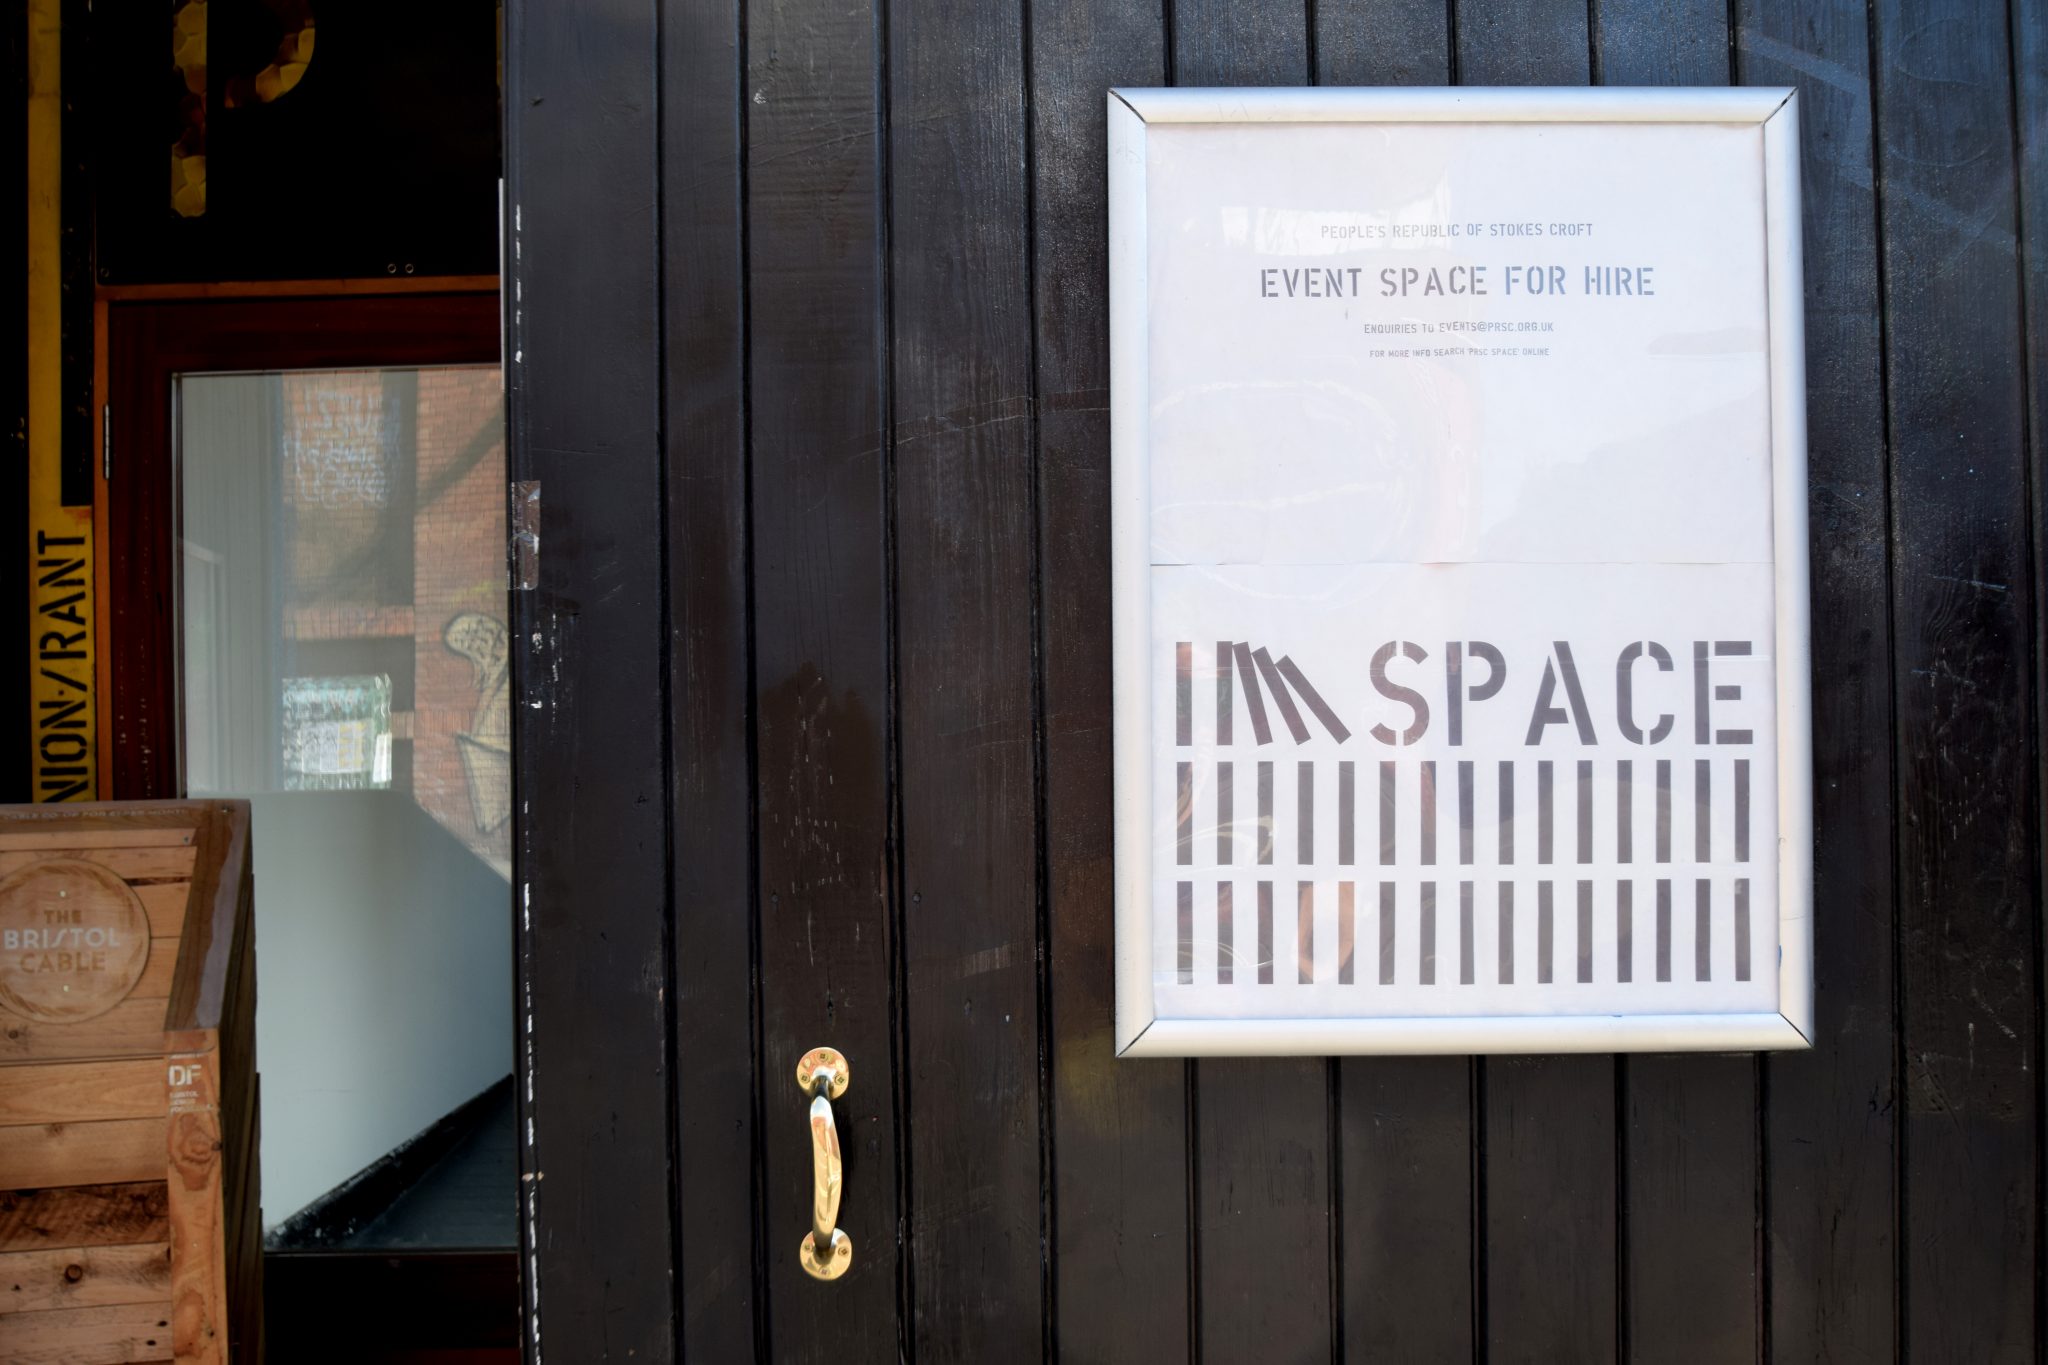 PEOPLE'S REPUBLIC OF STOKES CROFT
EVENT SPACE FOR HIRE
ENQUIRIES TO EVENTS@PRSC.ORG.UK
FOR MORE INFO SEARCH 'PRSC SPACE' ONLINE
SPACE
P
NION·/RANT
THE
BRISTOL
CABLE
DF
BRISTOL